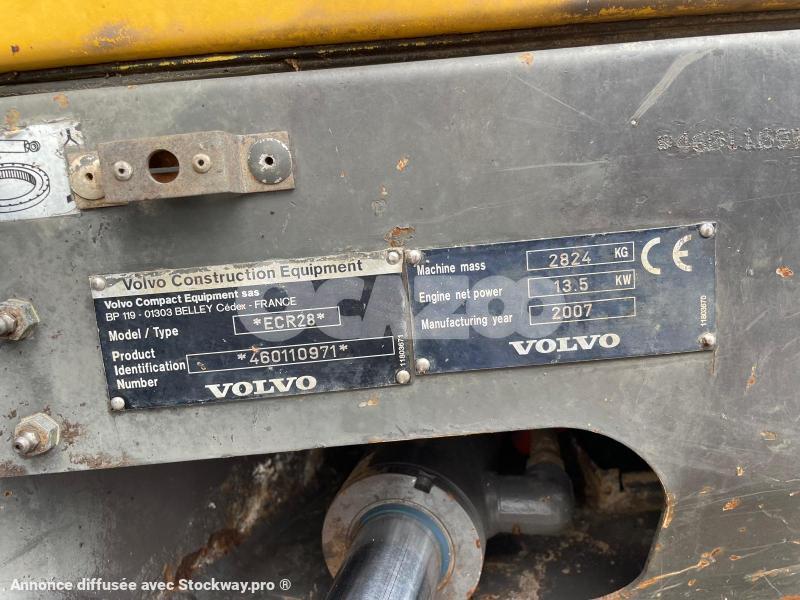 Volvo Construction Equipment
Volvo Compact Equipment sas
BP 119 - 01303 BELLEY Cédex - FRANCE
Model / Type *ECR28*
Product
Identification *460110971*
Number
VOLVO
11803671
Machine mass 2824 KG
Engine net power 13.5 KW
Manufacturing year 2007
VOLVO
CE
11803670
Annonce diffusée avec Stockway.pro ®